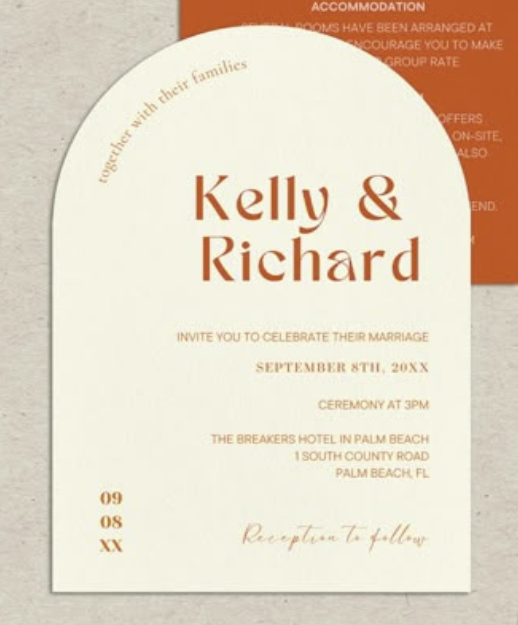 ACCOMMODATION
ROOMS HAVE BEEN ARRANGED AT
ENCOURAGE YOU TO MAKE
GROUP RATE
OFFERS
ON-SITE,
ALSO
together with their families
Kelly &
Richard
INVITE YOU TO CELEBRATE THEIR MARRIAGE
SEPTEMBER 8TH, 20XX
CEREMONY AT 3PM
THE BREAKERS HOTEL IN PALM BEACH
1 SOUTH COUNTY ROAD
PALM BEACH, FL
09
08
XX
Reception to follow